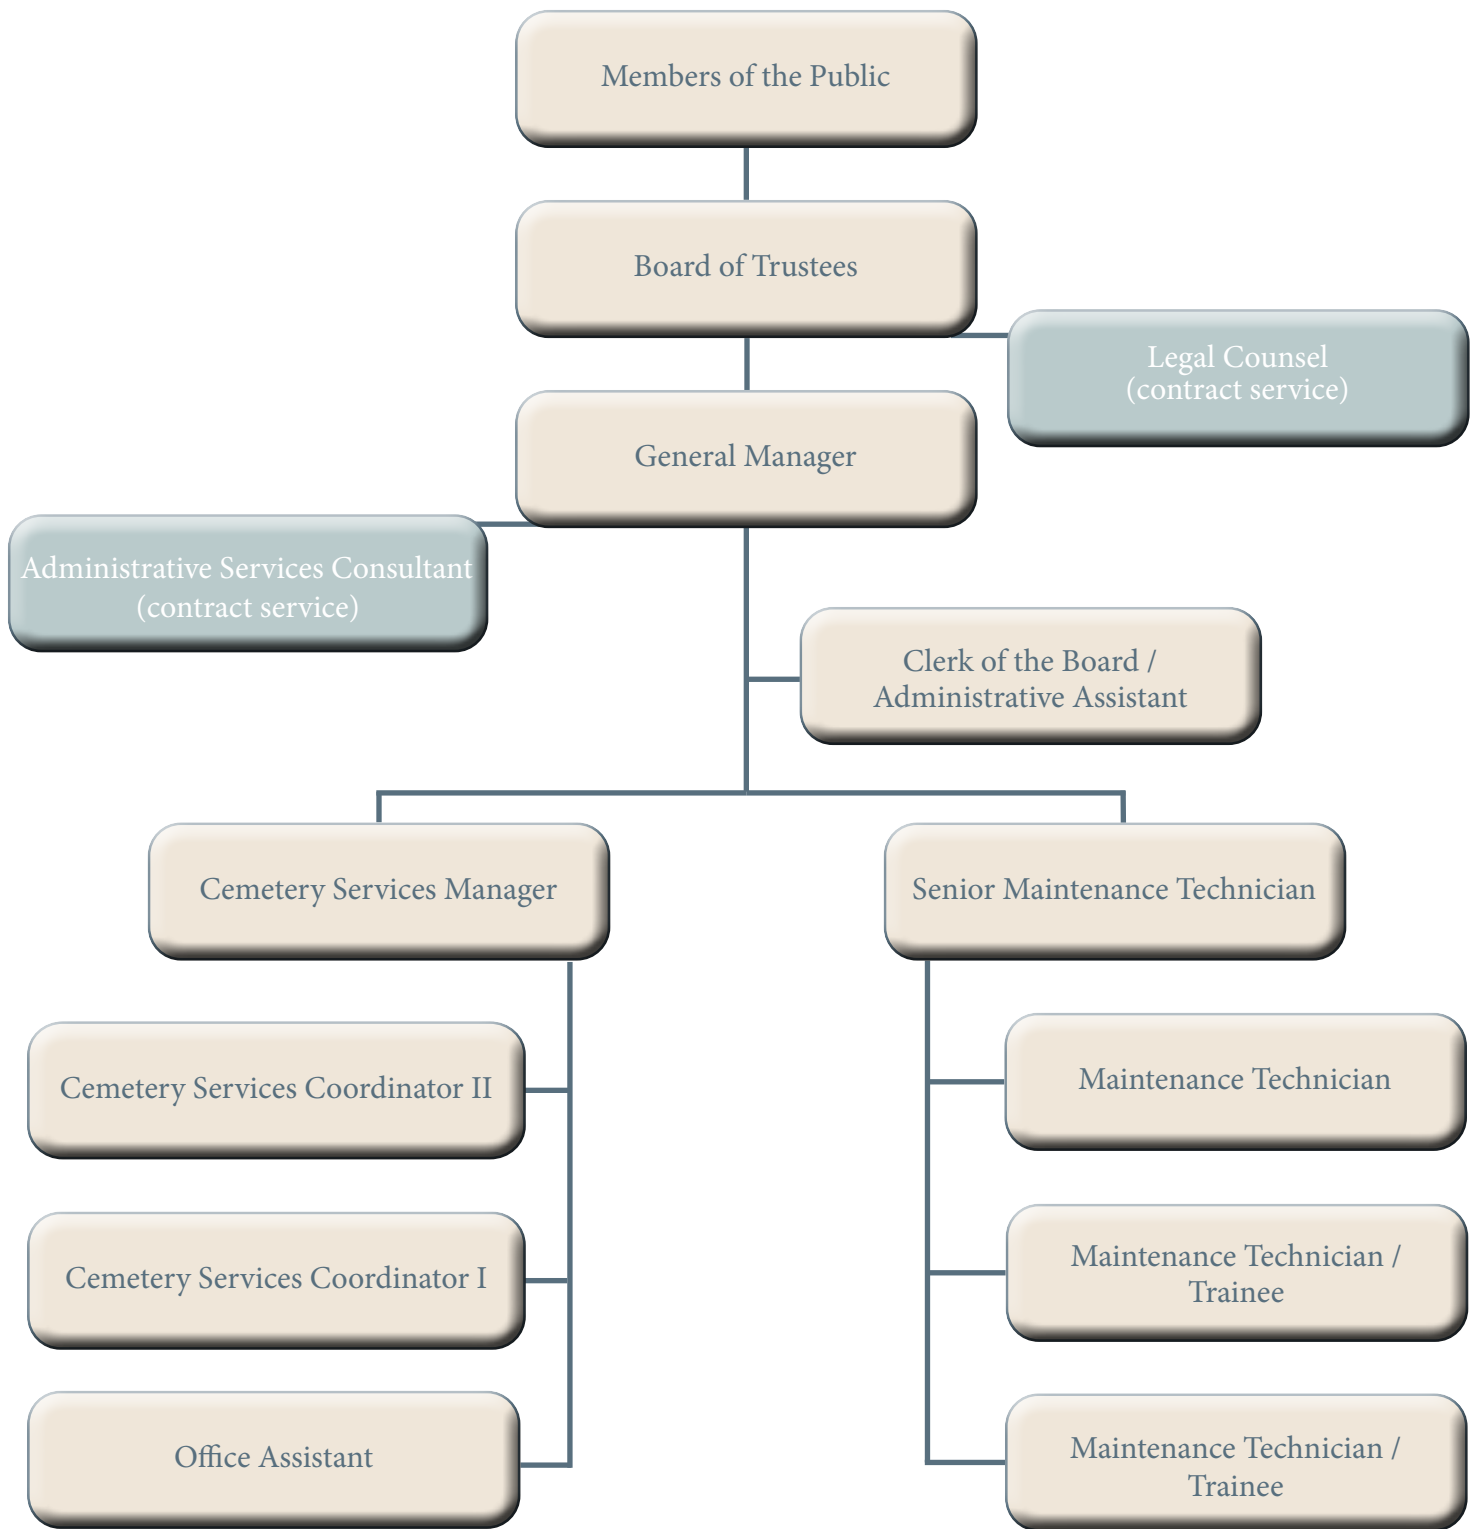 Members of the Public
Board of Trustees
Legal Counsel
(contract service)
General Manager
Administrative Services Consultant
(contract service)
Clerk of the Board /
Administrative Assistant
Cemetery Services Manager
Senior Maintenance Technician
Cemetery Services Coordinator II
Maintenance Technician
Cemetery Services Coordinator I
Maintenance Technician /
Trainee
Office Assistant
Maintenance Technician /
Trainee